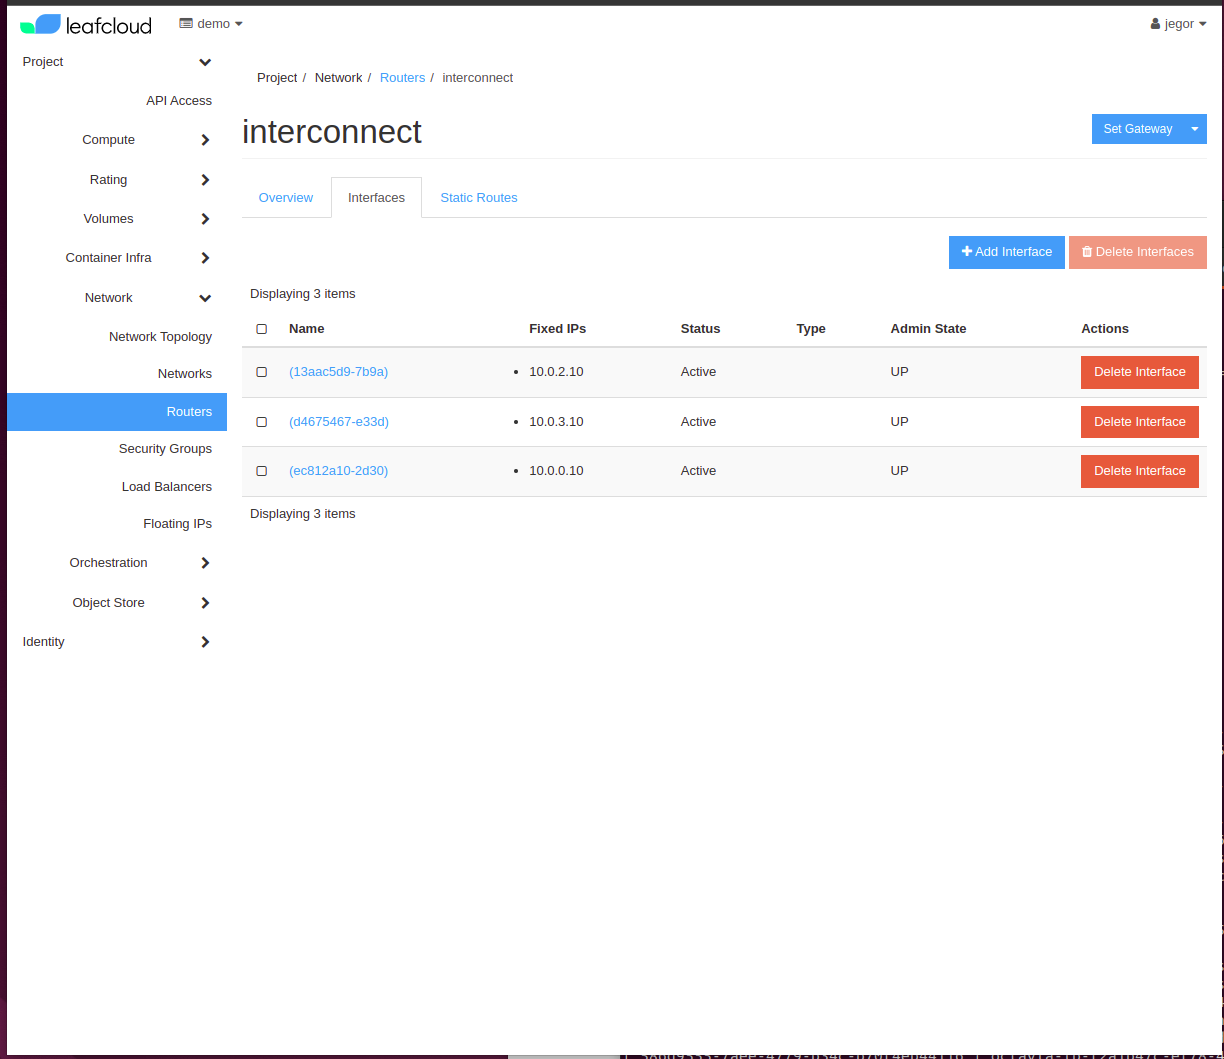 leafcloud demo jegor
Project
Project / Network / Routers / interconnect
API Access
interconnect
Set Gateway
Compute
Rating
Overview Interfaces Static Routes
Volumes
Add Interface Delete Interfaces
Container Infra
Network
Displaying 3 items
Name Fixed IPs Status Type Admin State Actions
Network Topology
Networks
(13aac5d9-7b9a) • 10.0.2.10 Active UP Delete Interface
Routers
(d4675467-e33d) • 10.0.3.10 Active UP Delete Interface
Security Groups
(ec812a10-2d30) • 10.0.0.10 Active UP Delete Interface
Load Balancers
Displaying 3 items
Floating IPs
Orchestration
Object Store
Identity